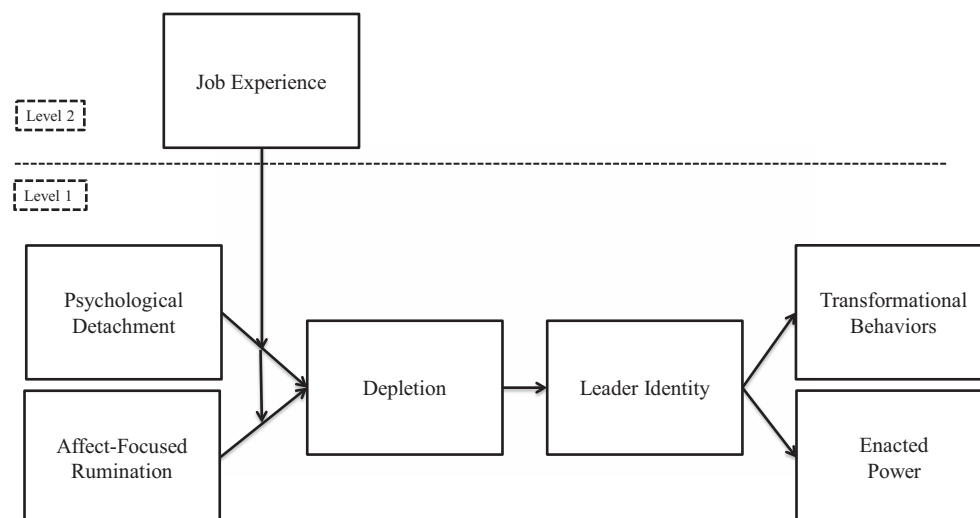 Job Experience
Level 2
Level 1
Psychological
Detachment
Transformational
Behaviors
Depletion
Leader Identity
Affect-Focused
Rumination
Enacted
Power